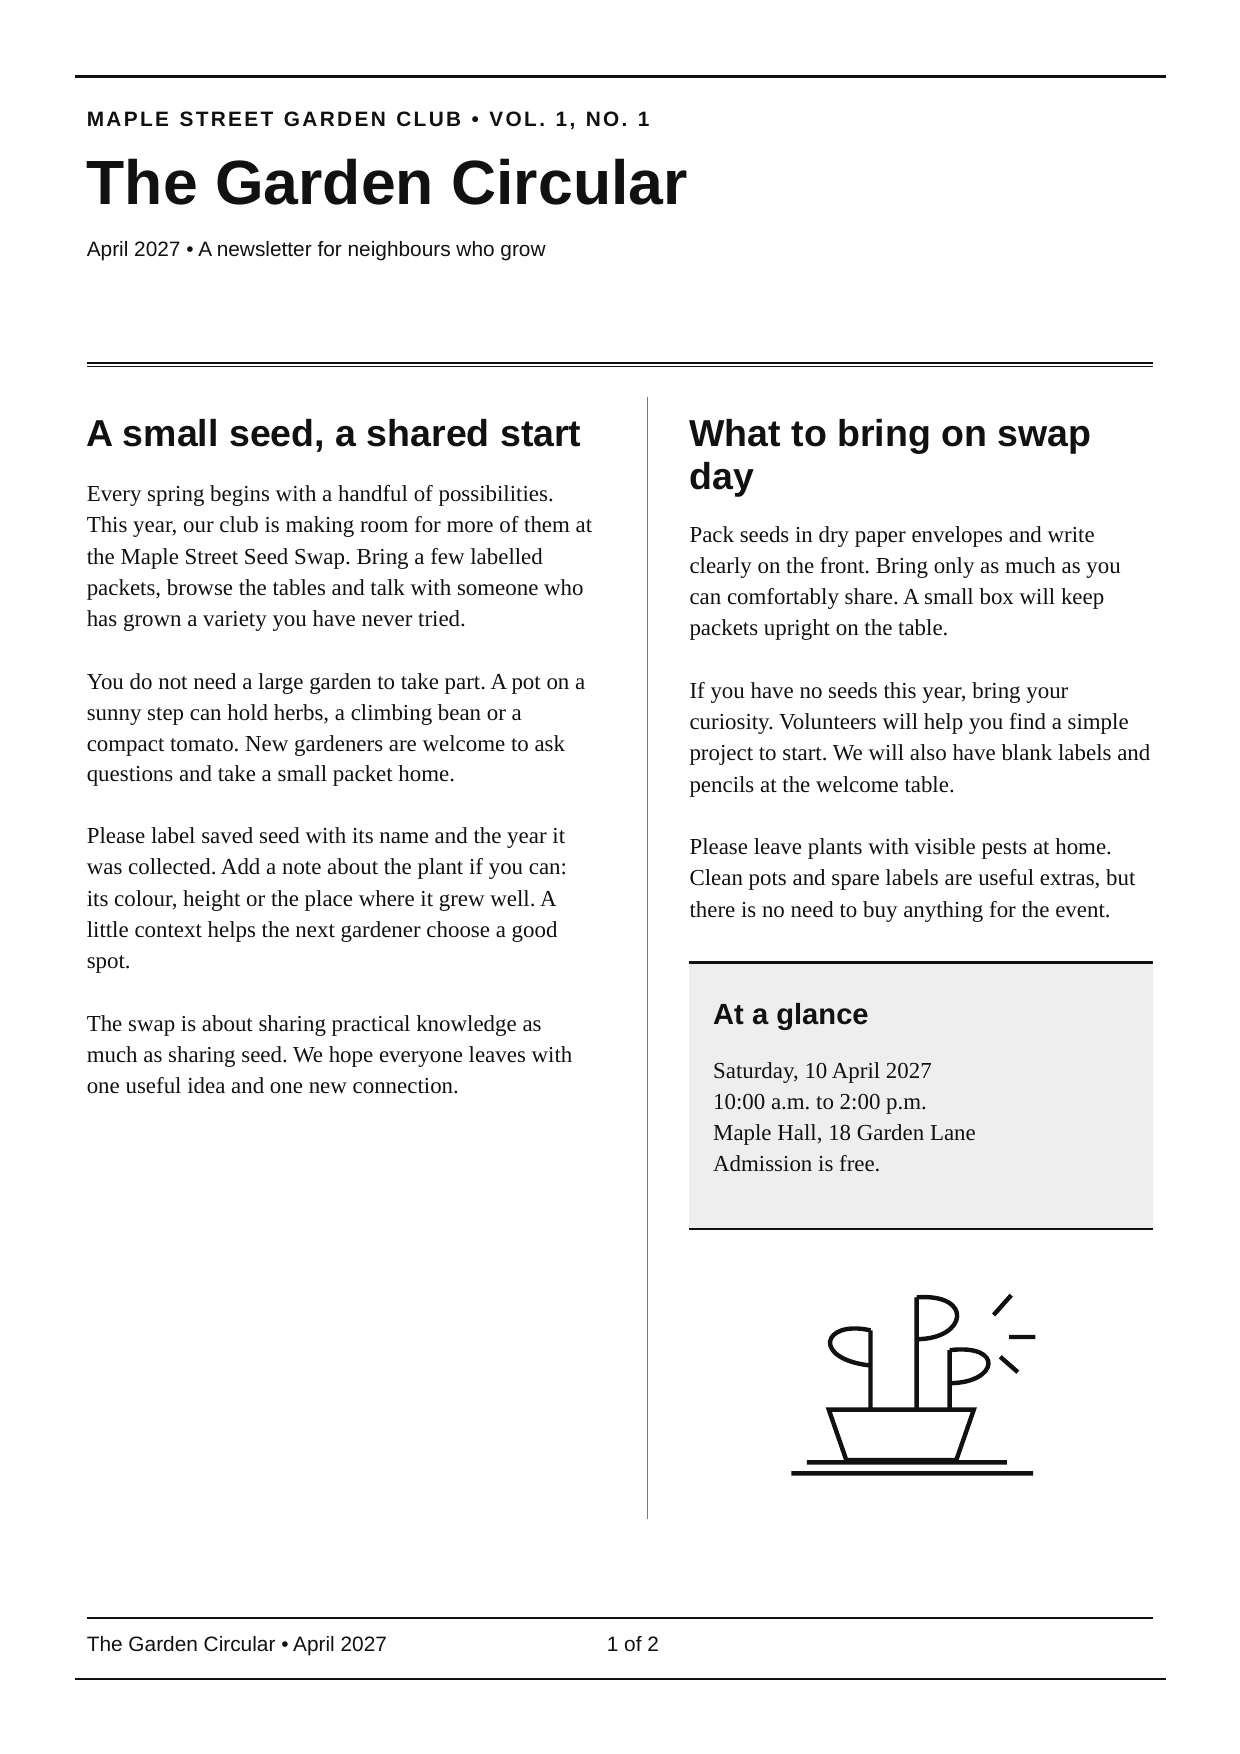 MAPLE STREET GARDEN CLUB • VOL. 1, NO. 1
The Garden Circular
April 2027 • A newsletter for neighbours who grow
A small seed, a shared start
Every spring begins with a handful of possibilities.
This year, our club is making room for more of them at
the Maple Street Seed Swap. Bring a few labelled
packets, browse the tables and talk with someone who
has grown a variety you have never tried.
You do not need a large garden to take part. A pot on a
sunny step can hold herbs, a climbing bean or a
compact tomato. New gardeners are welcome to ask
questions and take a small packet home.
Please label saved seed with its name and the year it
was collected. Add a note about the plant if you can:
its colour, height or the place where it grew well. A
little context helps the next gardener choose a good
spot.
The swap is about sharing practical knowledge as
much as sharing seed. We hope everyone leaves with
one useful idea and one new connection.
What to bring on swap
day
Pack seeds in dry paper envelopes and write
clearly on the front. Bring only as much as you
can comfortably share. A small box will keep
packets upright on the table.
If you have no seeds this year, bring your
curiosity. Volunteers will help you find a simple
project to start. We will also have blank labels and
pencils at the welcome table.
Please leave plants with visible pests at home.
Clean pots and spare labels are useful extras, but
there is no need to buy anything for the event.
At a glance
Saturday, 10 April 2027
10:00 a.m. to 2:00 p.m.
Maple Hall, 18 Garden Lane
Admission is free.
The Garden Circular • April 2027
1 of 2